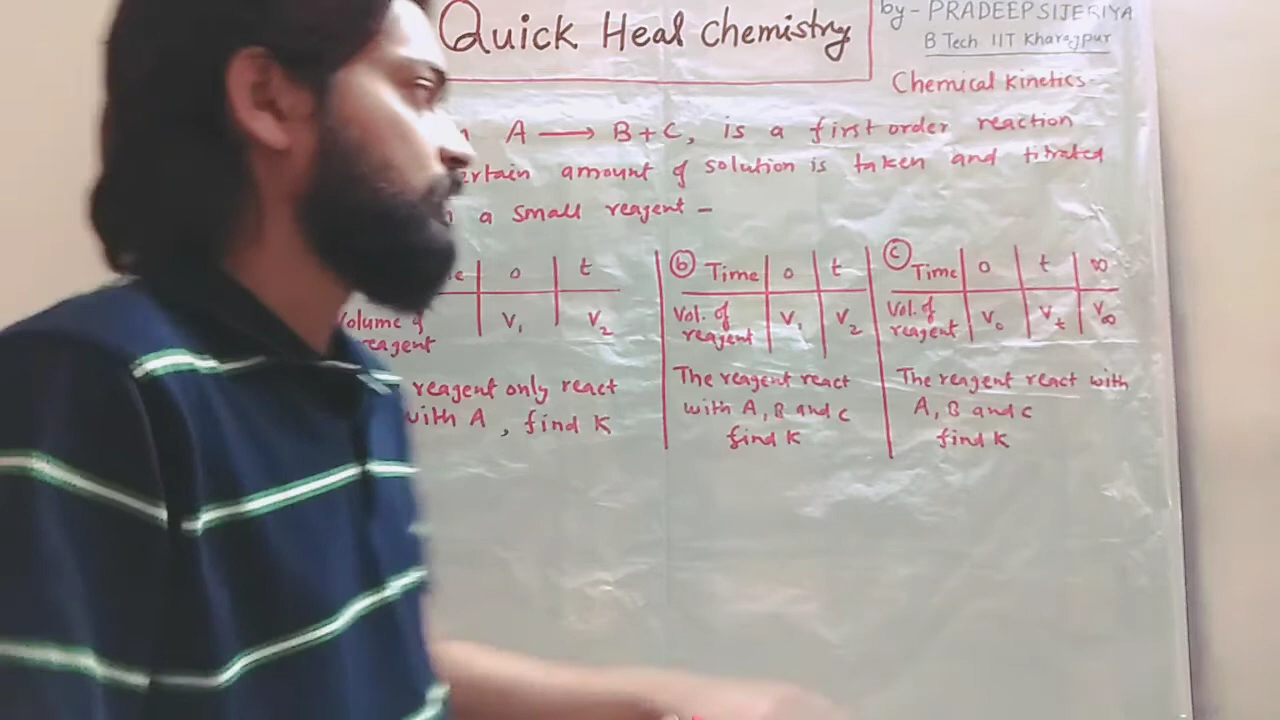 Quick Heal Chemistry
by - PRADEEP SIJERIYA
B Tech IIT Kharagpur
Chemical Kinetics -
A ⟶ B + C, is a first order reaction
amount of solution is taken and titrated
a small reagent -
0 t
Volume of V₁ V₂
reagent only react
with A, find K
ⓑ Time 0 t
Vol. of reagent V₁ V₂
The reagent react
with A, B and C
find K
ⓒ Time 0 t ∞
Vol. of reagent V₀ Vₜ V∞
The reagent react with
A, B and C
find K